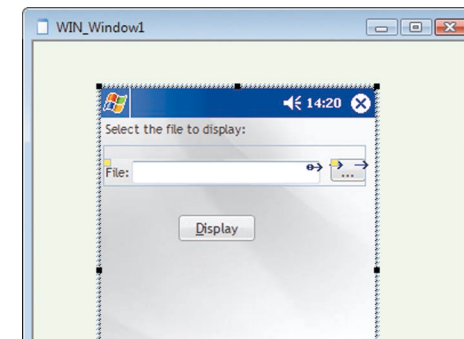 WIN_Window1
14:20
Select the file to display:
File: ...
Display